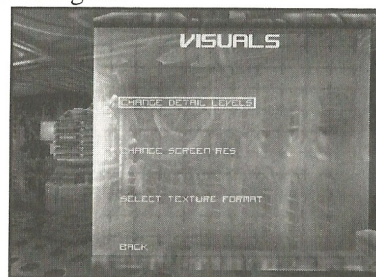 VISUALS
CHANGE DETAIL LEVELS
CHANGE SCREEN RES
SELECT TEXTURE FORMAT
BACK